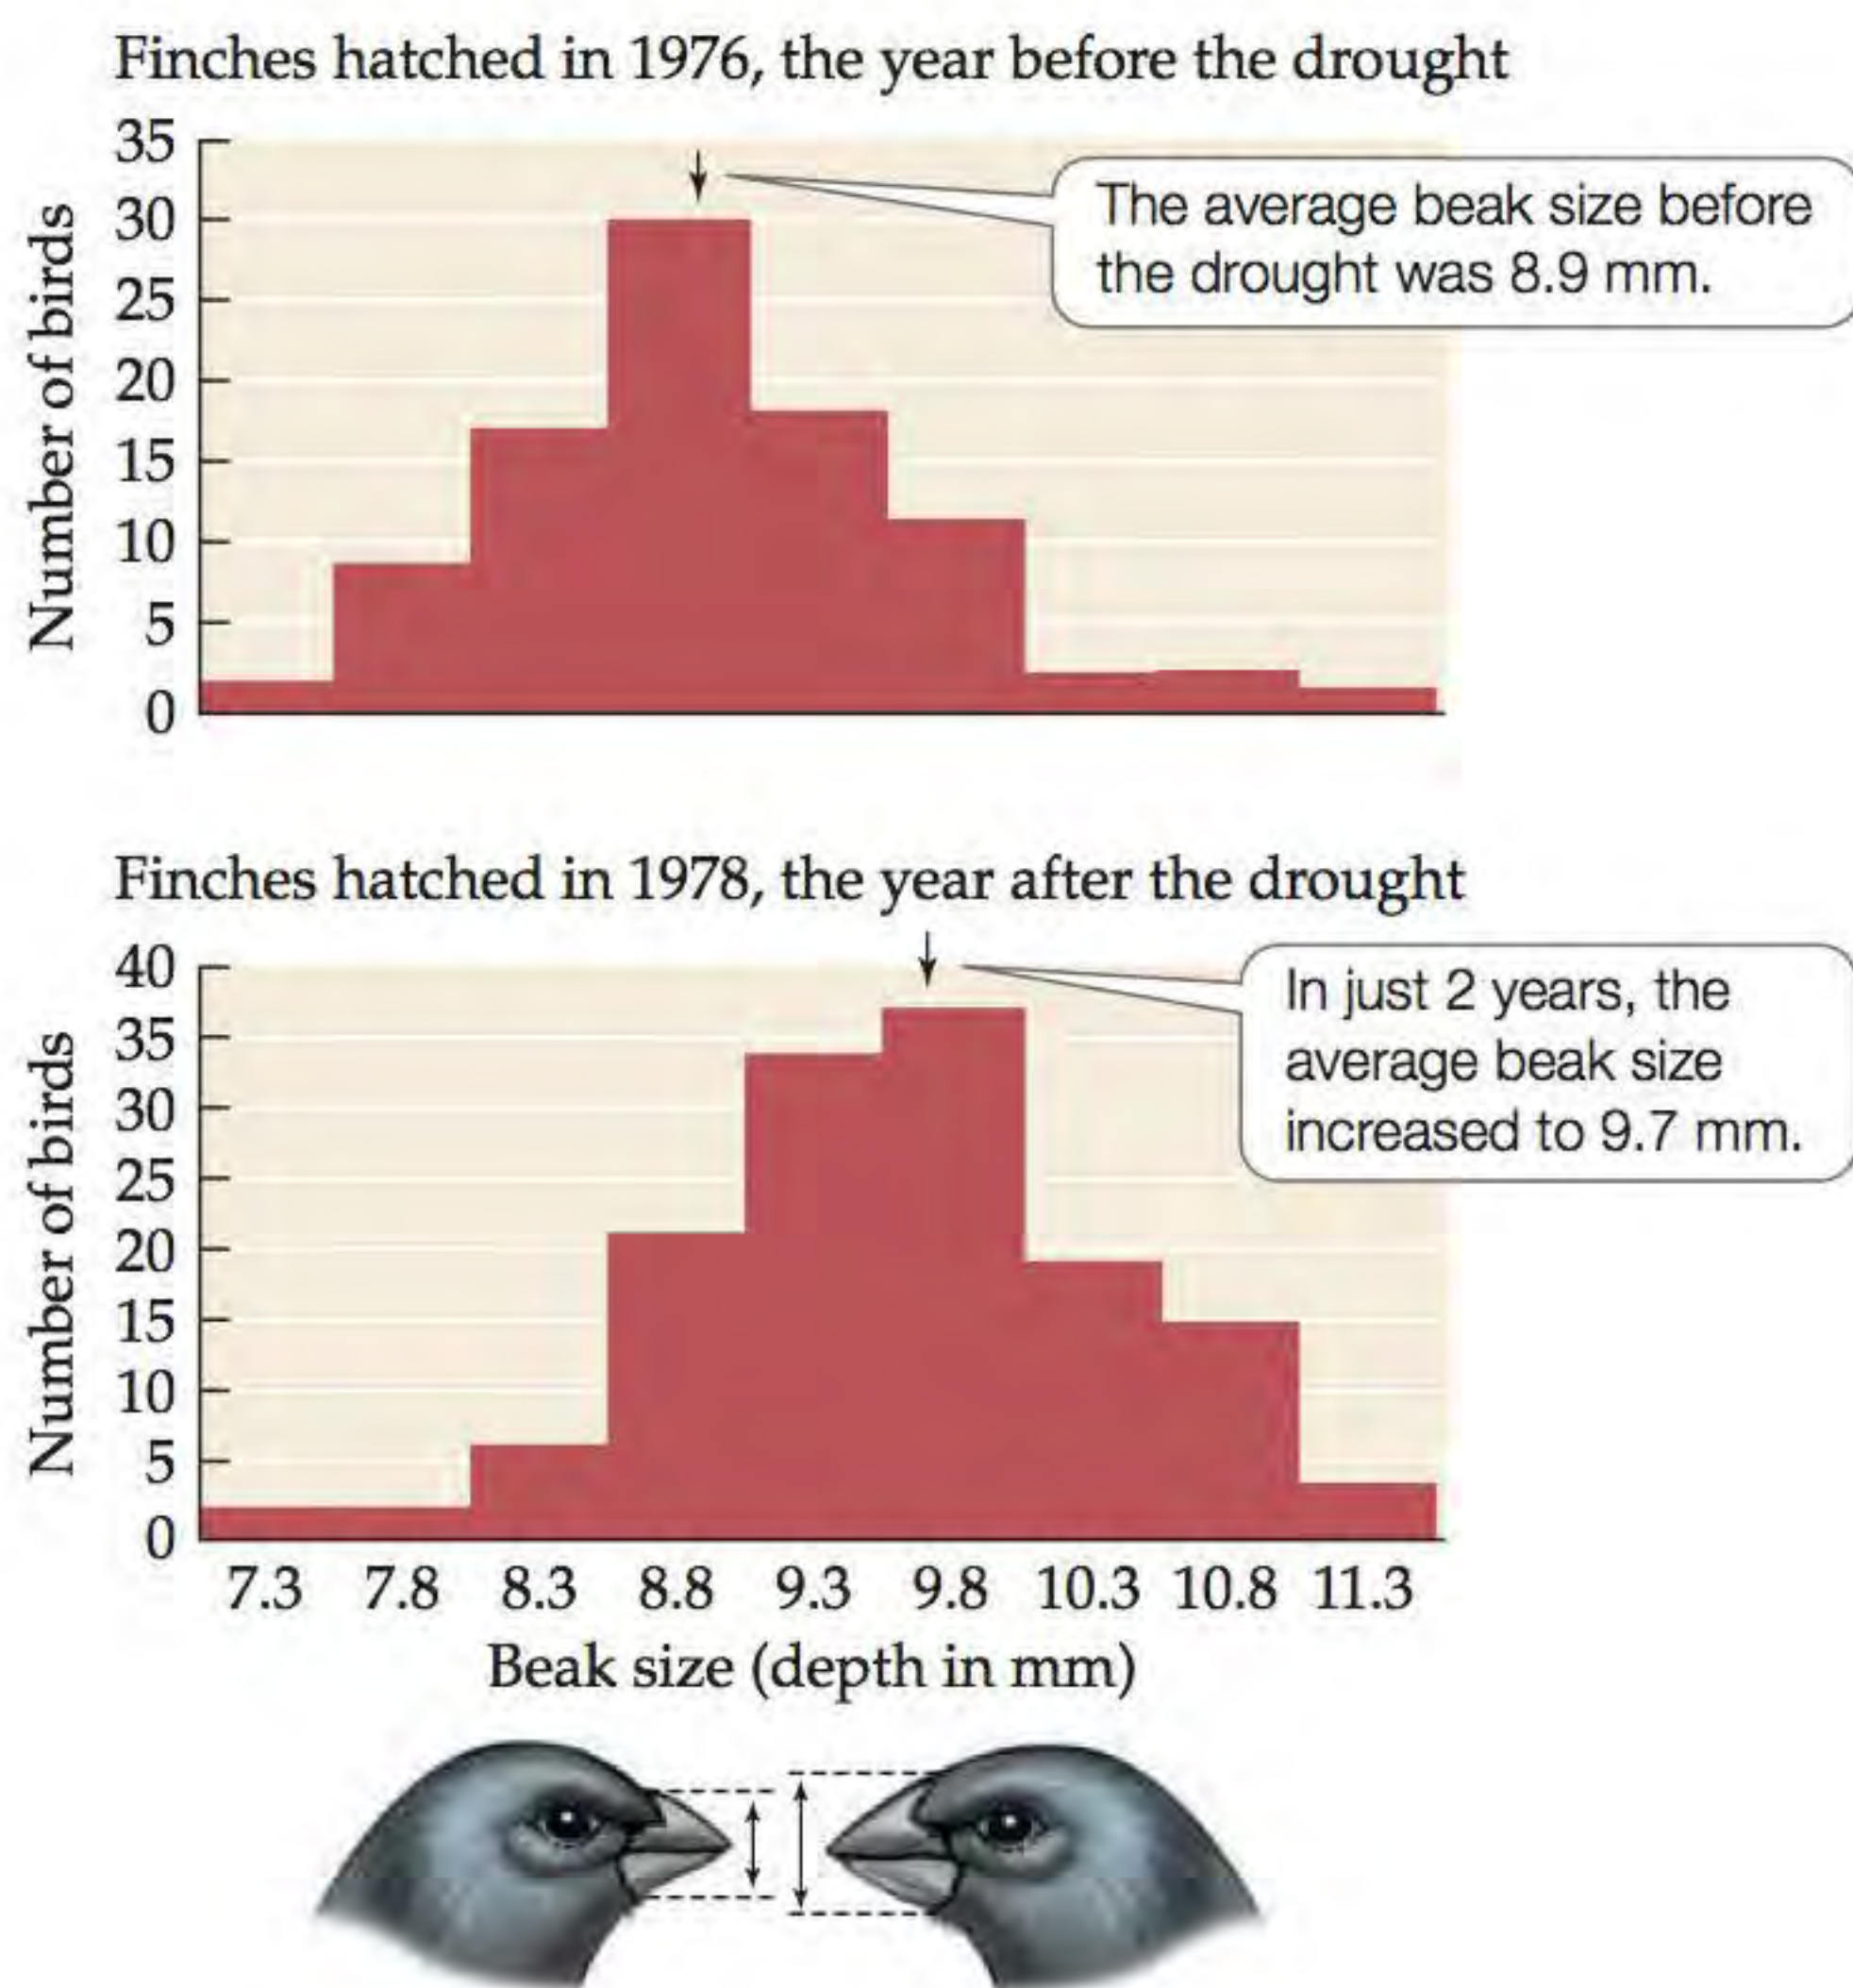 Finches hatched in 1976, the year before the drought
35
30
25
20
15
10
5
0
Number of birds
The average beak size before
the drought was 8.9 mm.
Finches hatched in 1978, the year after the drought
40
35
30
25
20
15
10
5
0
Number of birds
In just 2 years, the
average beak size
increased to 9.7 mm.
7.3 7.8 8.3 8.8 9.3 9.8 10.3 10.8 11.3
Beak size (depth in mm)